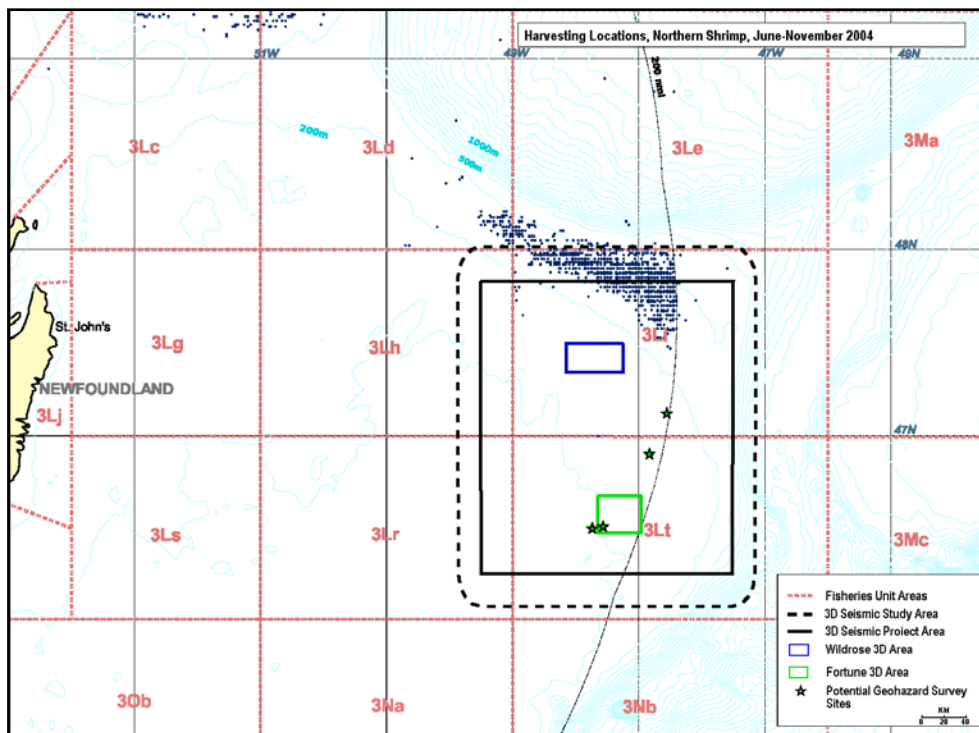 Harvesting Locations, Northern Shrimp, June-November 2004
51W
49W
47W
49N
200 nmi
200m
1000m
500m
3Lc
3Ld
3Le
3Ma
48N
St. John's
3Lg
3Lh
3Lf
NEWFOUNDLAND
3Lj
47N
3Ls
3Lr
3Lt
3Mc
3Ob
3Na
3Nb
Fisheries Unit Areas
3D Seismic Study Area
3D Seismic Project Area
Wildrose 3D Area
Fortune 3D Area
Potential Geohazard Survey
Sites
KM
0 20 40